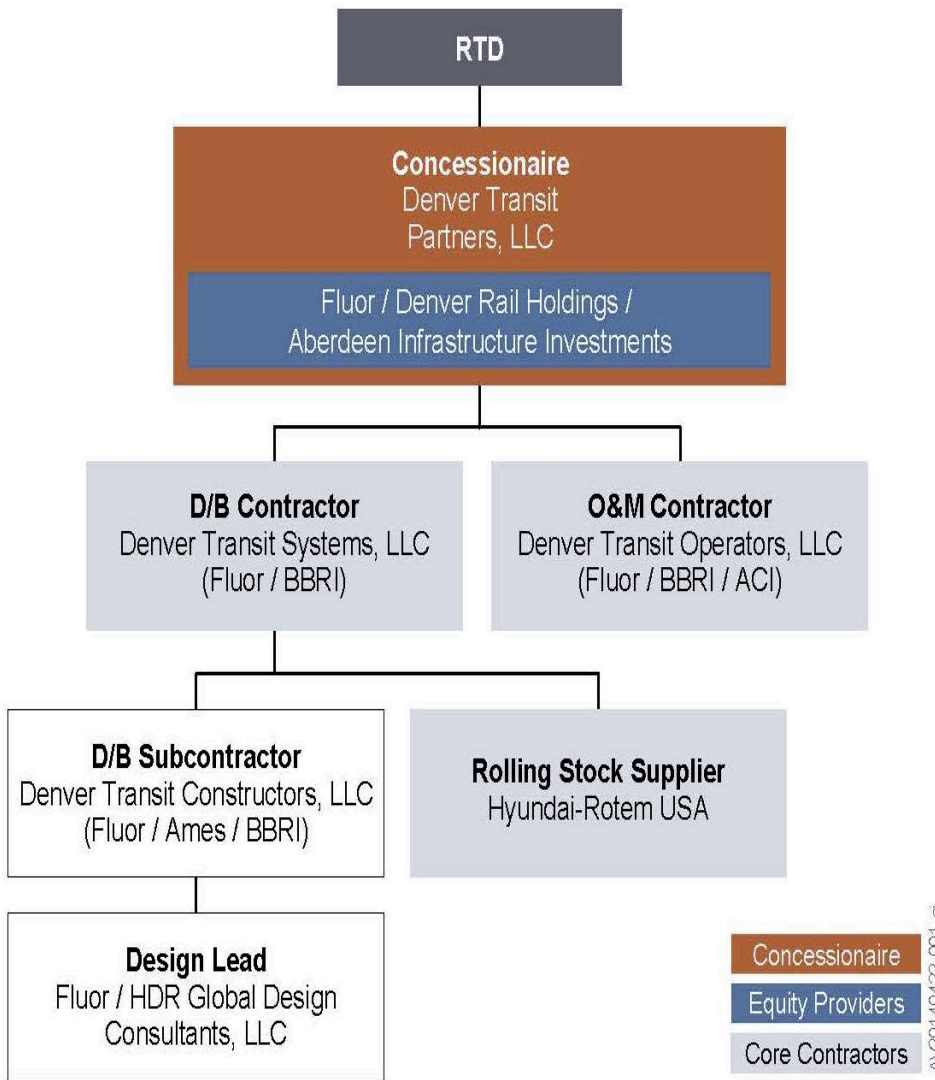 RTD
Concessionaire
Denver Transit
Partners, LLC
Fluor / Denver Rail Holdings /
Aberdeen Infrastructure Investments
D/B Contractor
Denver Transit Systems, LLC
(Fluor / BBRI)
O&M Contractor
Denver Transit Operators, LLC
(Fluor / BBRI / ACI)
D/B Subcontractor
Denver Transit Constructors, LLC
(Fluor / Ames / BBRI)
Rolling Stock Supplier
Hyundai-Rotem USA
Design Lead
Fluor / HDR Global Design
Consultants, LLC
Concessionaire
Equity Providers
Core Contractors